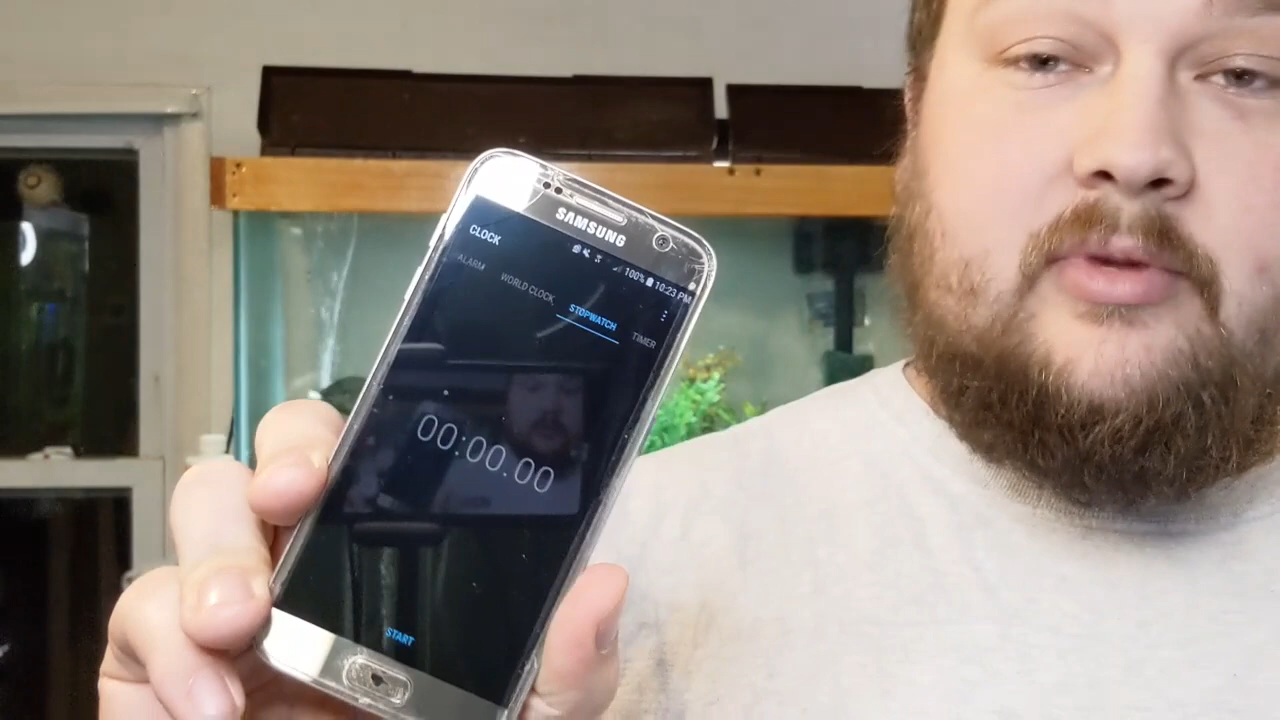 SAMSUNG
100% 10:23 PM
CLOCK
ALARM WORLD CLOCK STOPWATCH TIMER
00:00.00
START